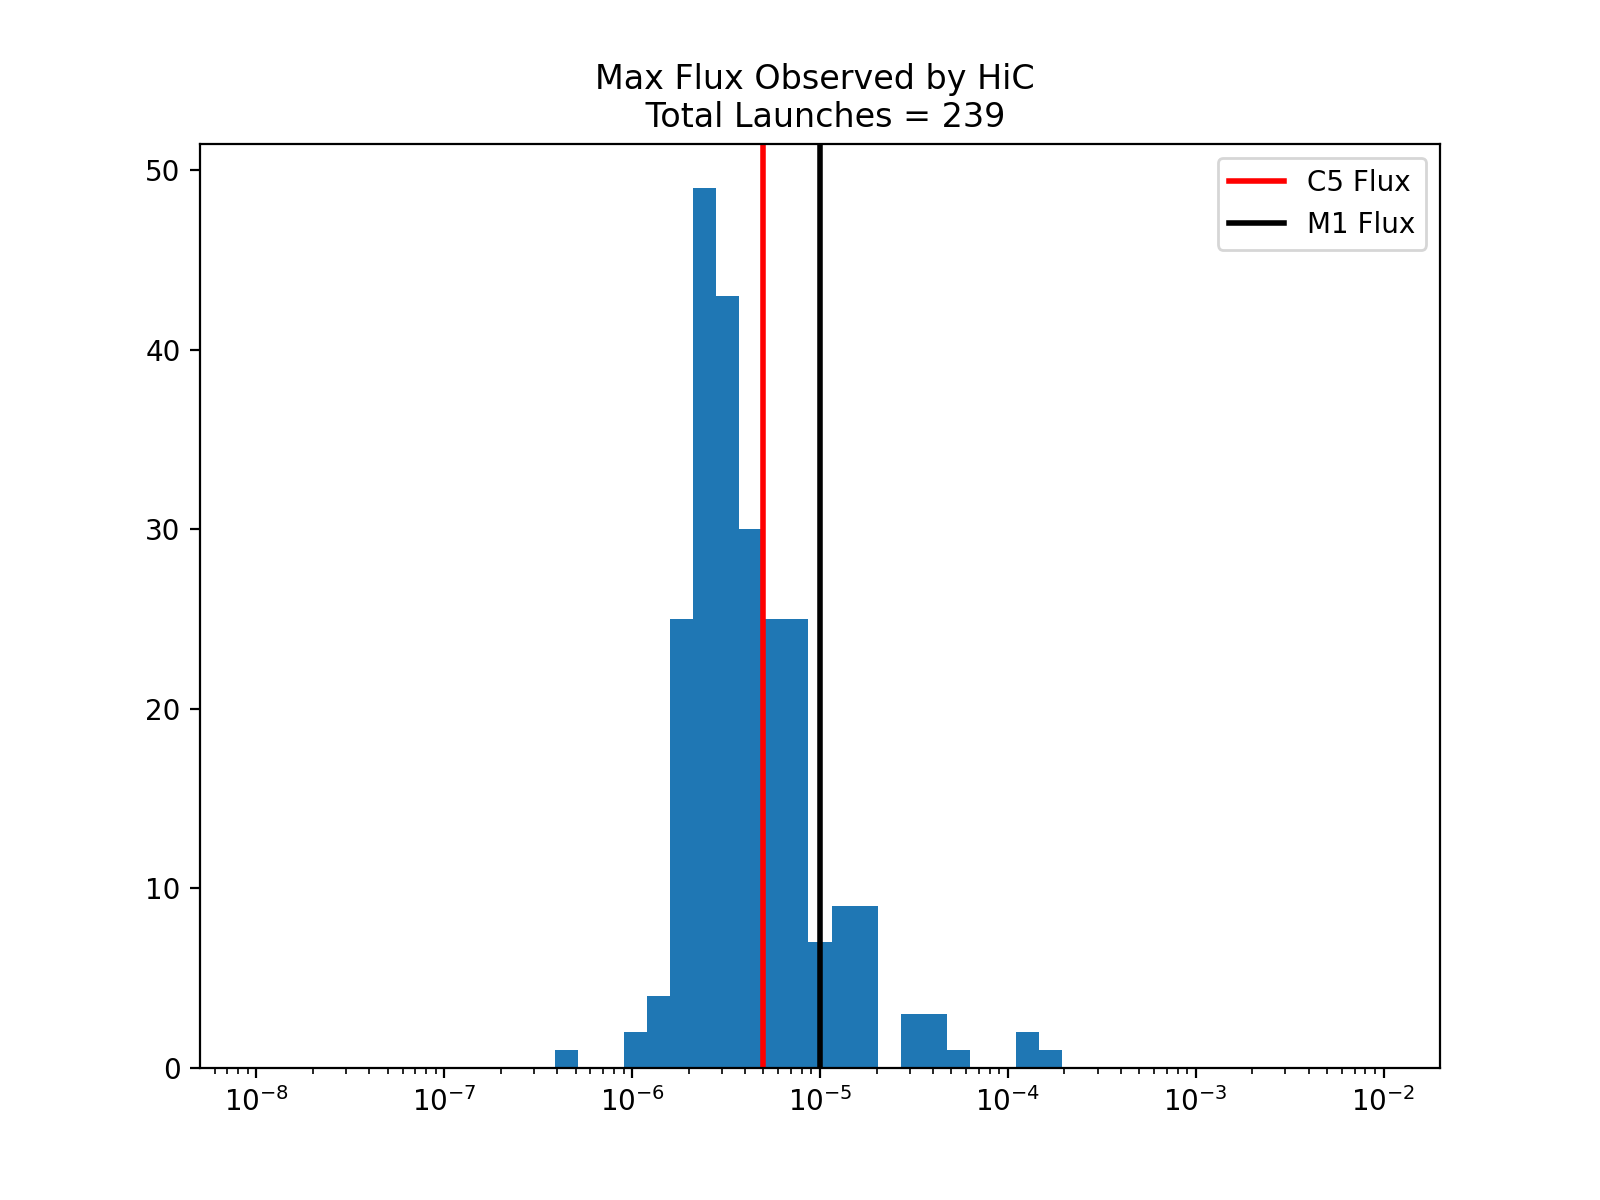 Max Flux Observed by HiC
Total Launches = 239
C5 Flux
M1 Flux
50
40
30
20
10
0
10⁻⁸ 10⁻⁷ 10⁻⁶ 10⁻⁵ 10⁻⁴ 10⁻³ 10⁻²